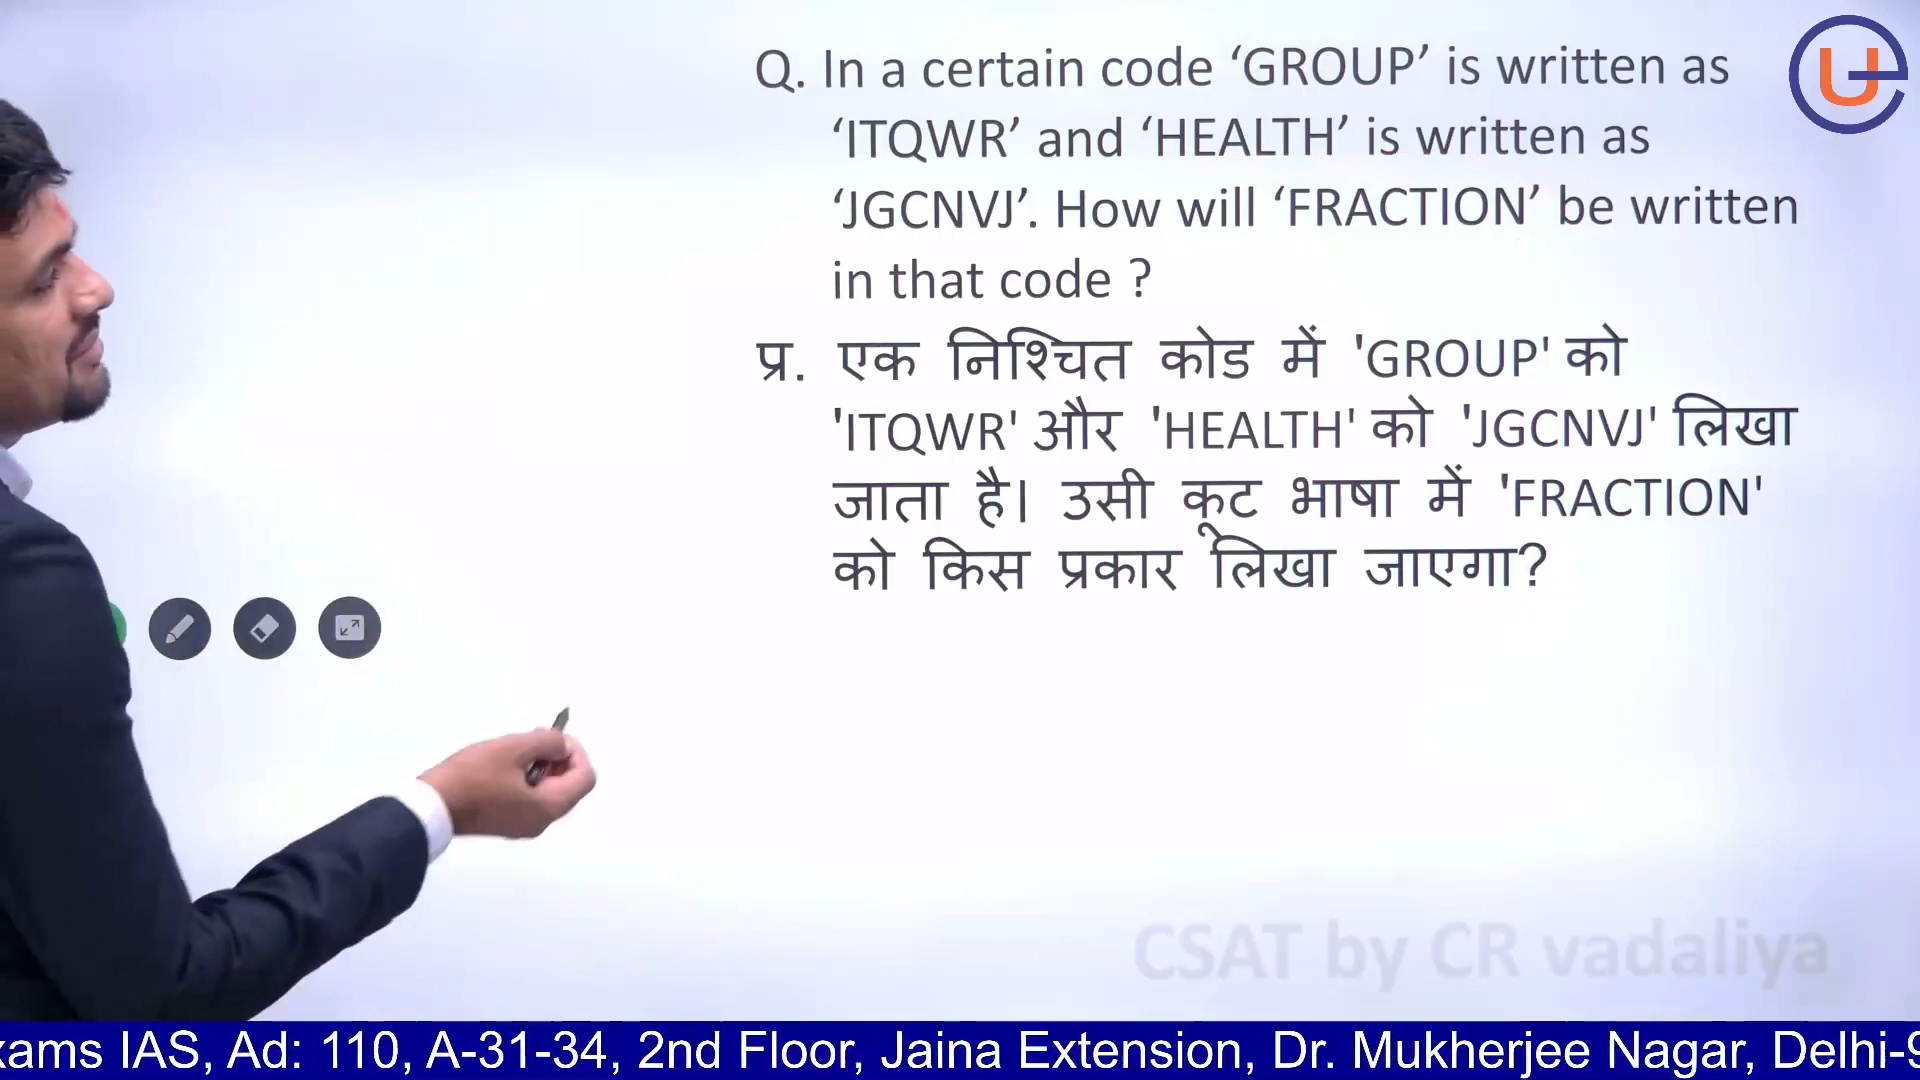 Q. In a certain code ‘GROUP’ is written as
‘ITQWR’ and ‘HEALTH’ is written as
‘JGCNVJ’. How will ‘FRACTION’ be written
in that code ?
प्र. एक निश्चित कोड में 'GROUP' को
'ITQWR' और 'HEALTH' को 'JGCNVJ' लिखा
जाता है। उसी कूट भाषा में 'FRACTION'
को किस प्रकार लिखा जाएगा?
CSAT by CR vadaliya
xams IAS, Ad: 110, A-31-34, 2nd Floor, Jaina Extension, Dr. Mukherjee Nagar, Delhi-9